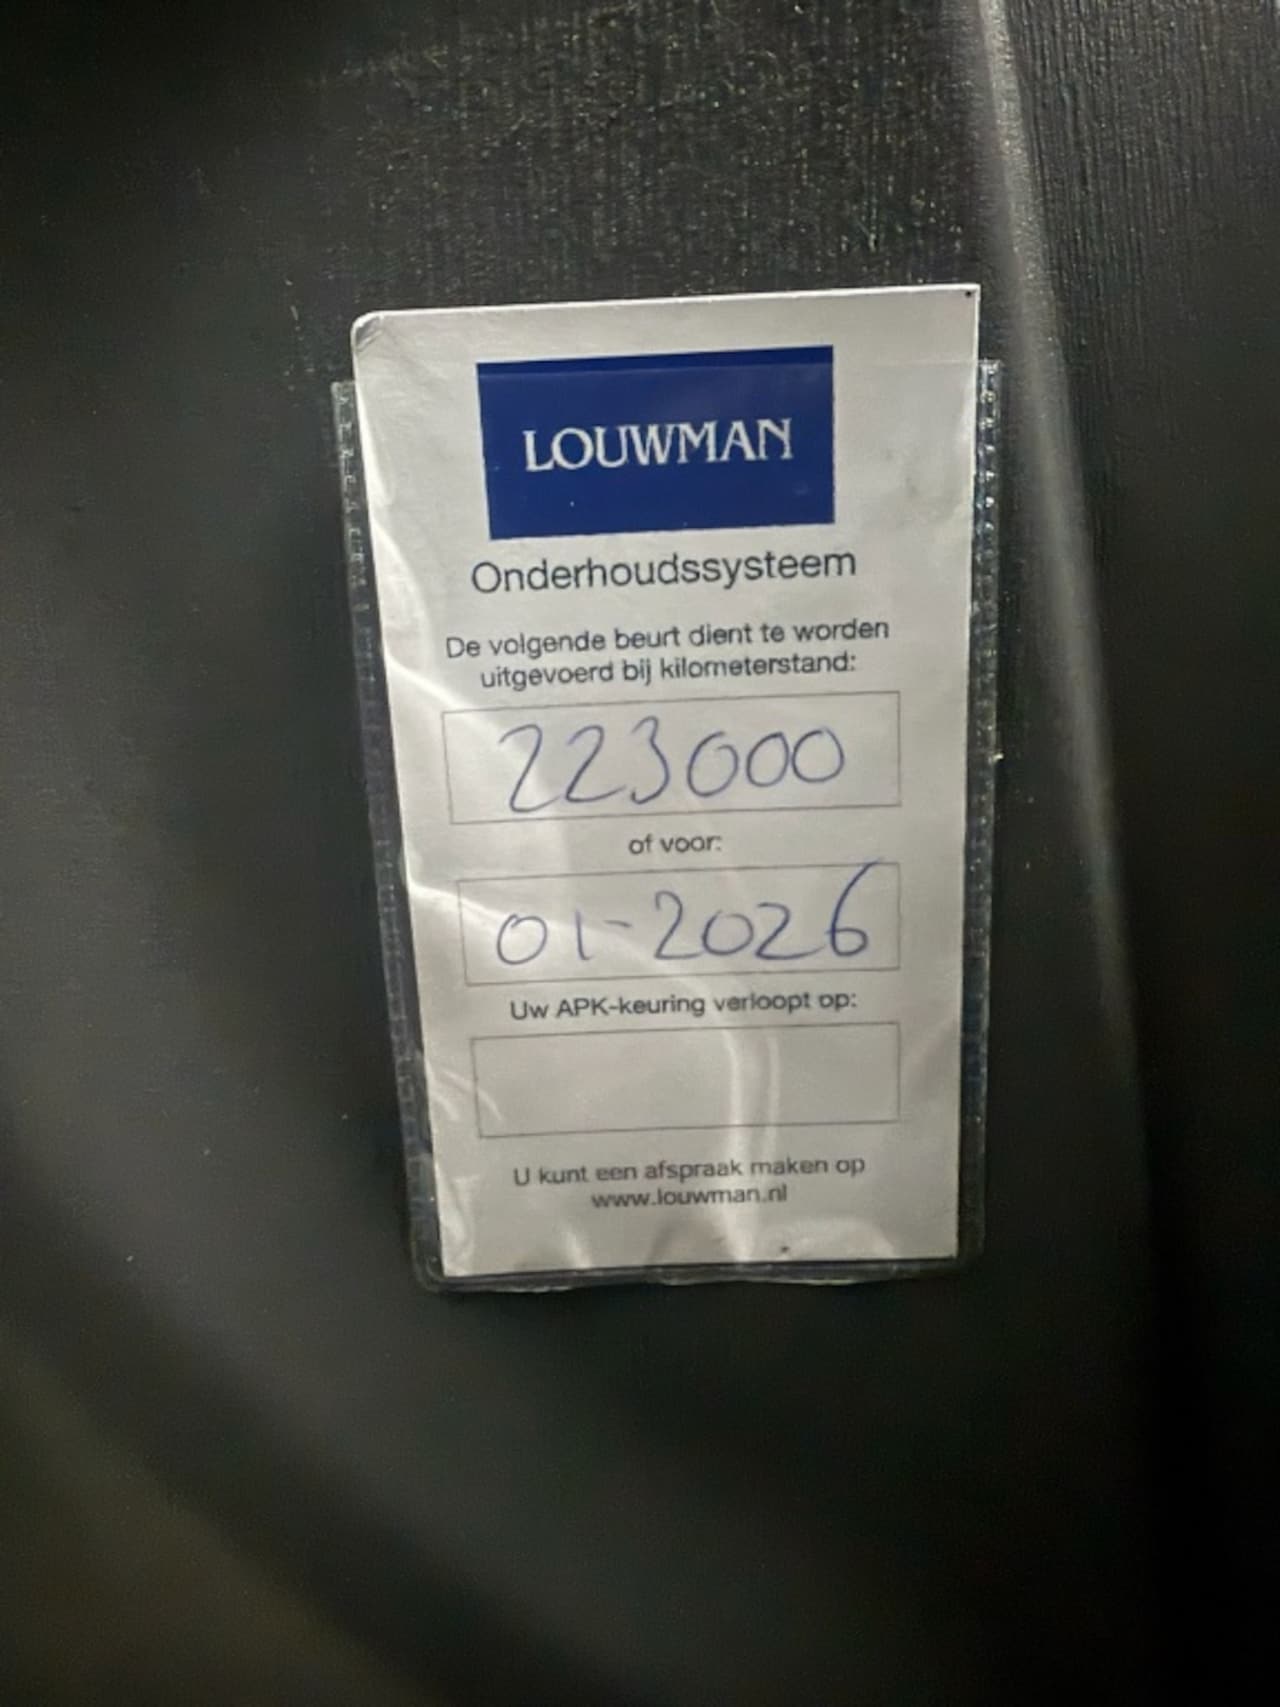 LOUWMAN
Onderhoudssysteem
De volgende beurt dient te worden
uitgevoerd bij kilometerstand:
223000
of voor:
01-2026
Uw APK-keuring verloopt op:
U kunt een afspraak maken op
www.louwman.nl